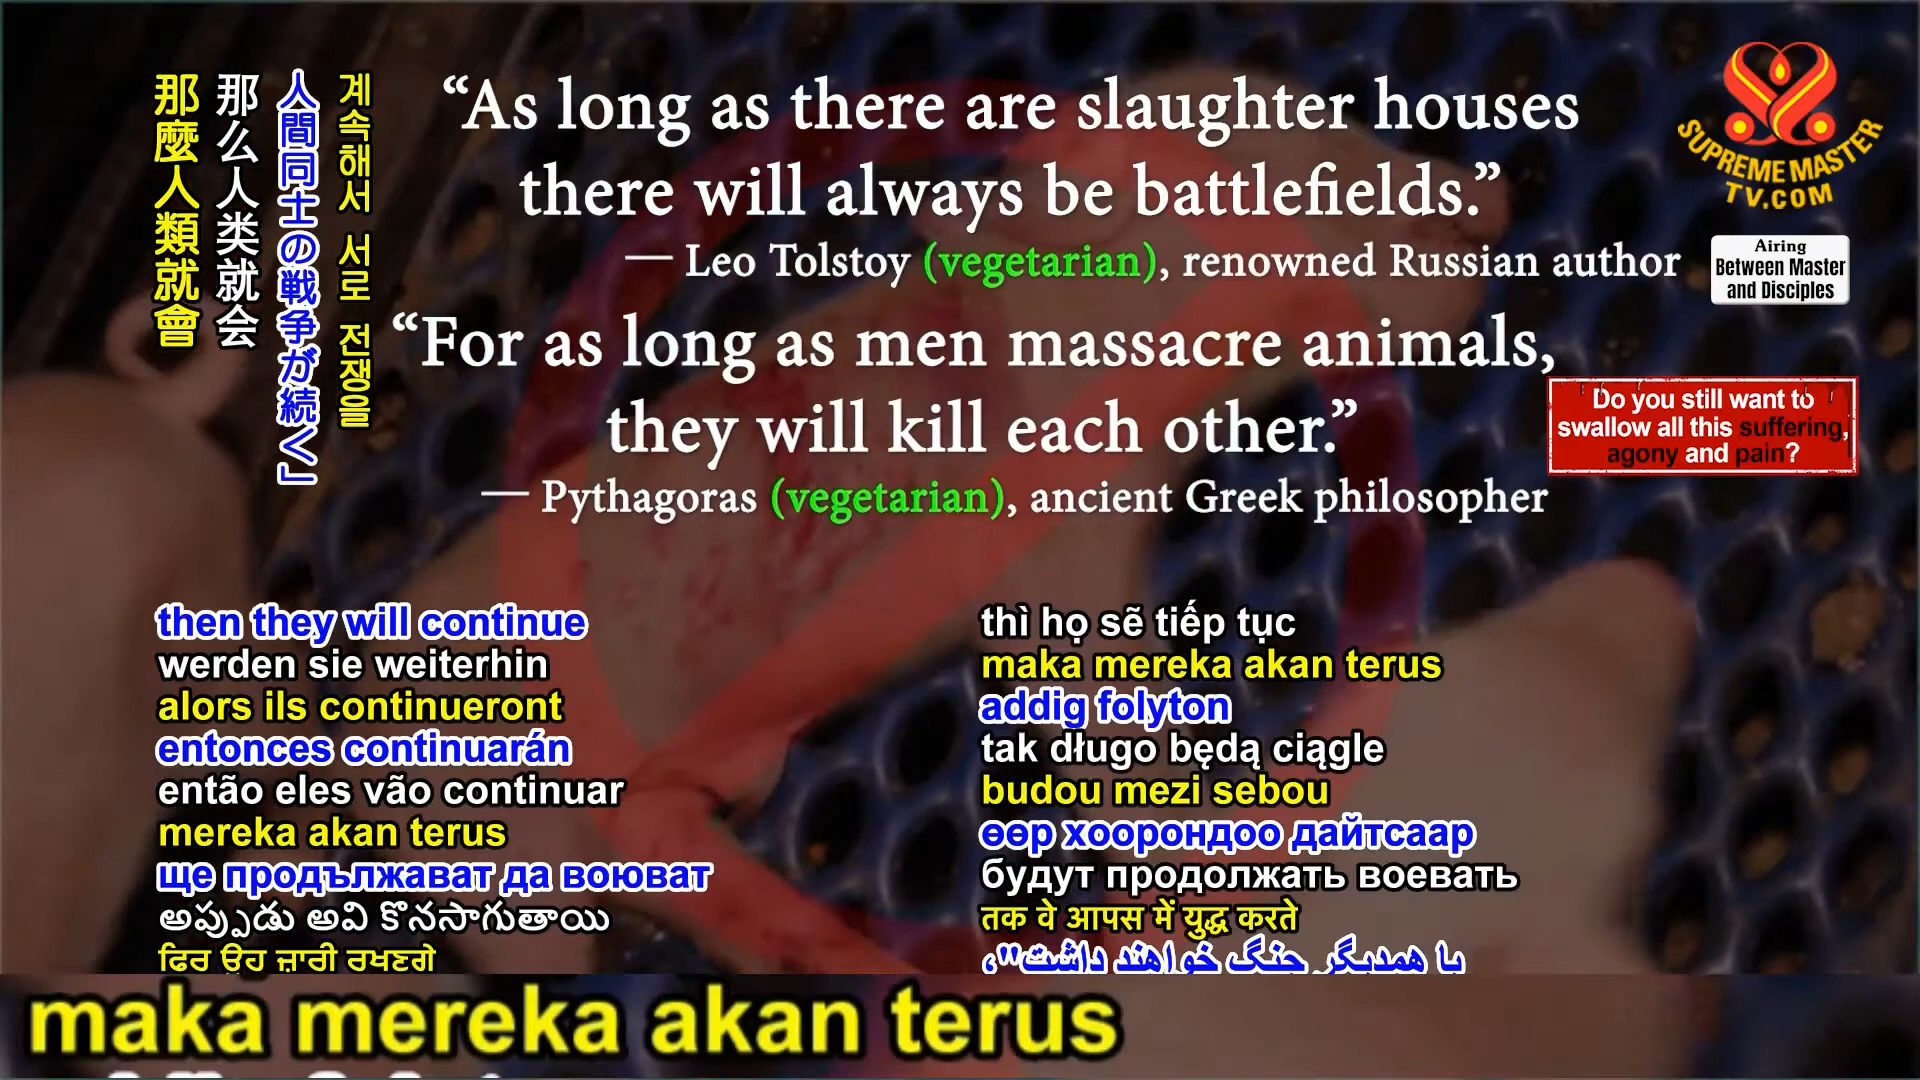 那麼人類就會
那么人类就会
人間同士の戦争が続く」
계속해서 서로 전쟁을
“As long as there are slaughter houses
there will always be battlefields.”
— Leo Tolstoy (vegetarian), renowned Russian author
“For as long as men massacre animals,
they will kill each other.”
— Pythagoras (vegetarian), ancient Greek philosopher
SUPREME MASTER
TV.COM
Airing
Between Master
and Disciples
Do you still want to
swallow all this suffering,
agony and pain?
then they will continue
werden sie weiterhin
alors ils continueront
entonces continuarán
então eles vão continuar
mereka akan terus
ще продължават да воюват
అప్పుడు అవి కొనసాగుతాయి
ਫਿਰ ਉਹ ਜ਼ਾਰੀ ਰਖਣਗੇ
thì họ sẽ tiếp tục
maka mereka akan terus
addig folyton
tak długo będą ciągle
budou mezi sebou
өөр хоорондоо дайтсаар
будут продолжать воевать
तक वे आपस में युद्ध करते
با همدیگر جنگ خواهند داشت"،
maka mereka akan terus